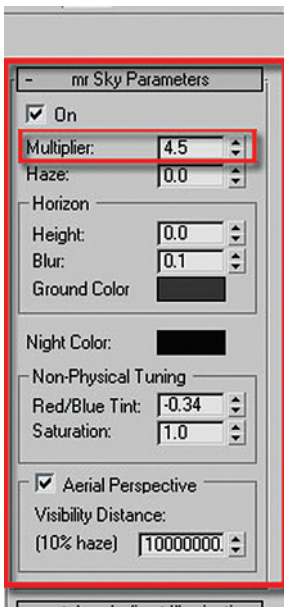 - mr Sky Parameters
On
Multiplier: 4.5
Haze: 0.0
Horizon
Height: 0.0
Blur: 0.1
Ground Color
Night Color:
Non-Physical Tuning
Red/Blue Tint: -0.34
Saturation: 1.0
Aerial Perspective
Visibility Distance:
(10% haze) 10000000.